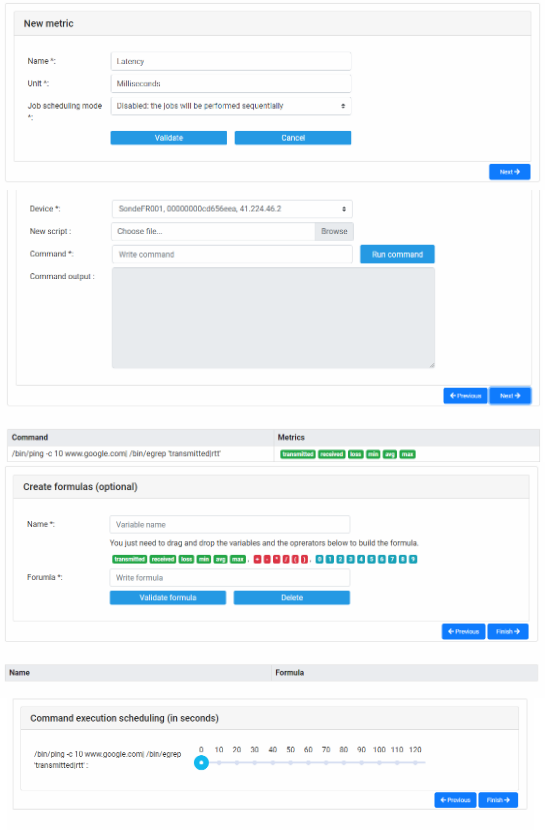 New metric
Name *: Latency
Unit *: Milliseconds
Job scheduling mode *: Disabled: the jobs will be performed sequentially
Validate Cancel
Next →
Device *: SondeFR001, 00000000cd656eea, 41.224.46.2
New script : Choose file... Browse
Command *: Write command Run command
Command output :
← Previous Next →
Command Metrics
/bin/ping -c 10 www.google.com| /bin/egrep 'transmitted|rtt' transmitted received loss min avg max
Create formulas (optional)
Name *: Variable name
You just need to drag and drop the variables and the oprerators below to build the formula.
transmitted received loss min avg max , + - * / ( ) , 0 1 2 3 4 5 6 7 8 9
Forumla *: Write formula
Validate formula Delete
← Previous Finish →
Name Formula
Command execution scheduling (in seconds)
0 10 20 30 40 50 60 70 80 90 100 110 120
/bin/ping -c 10 www.google.com| /bin/egrep
'transmitted|rtt' :
← Previous Finish →